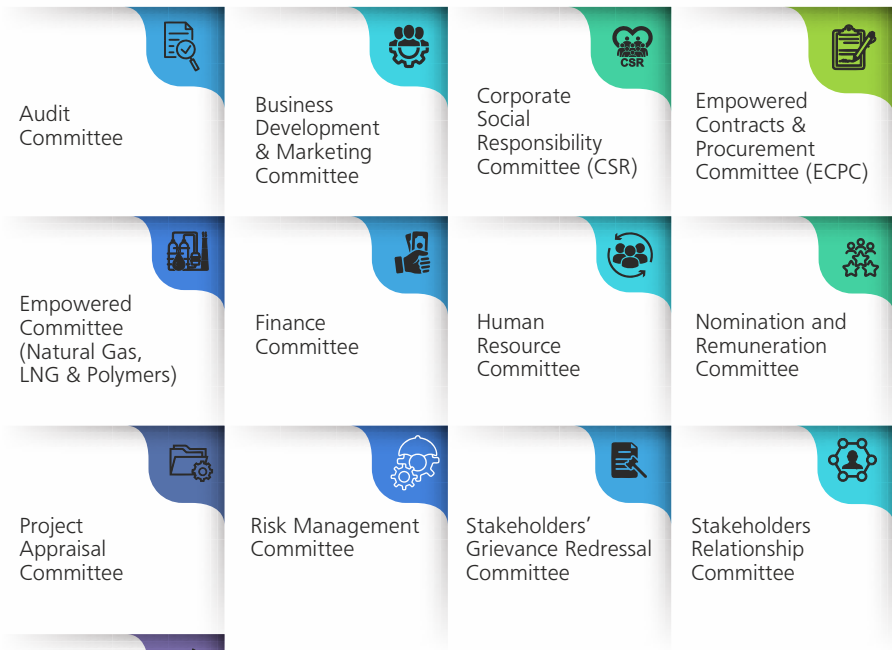 Audit
Committee
Business
Development
& Marketing
Committee
CSR
Corporate
Social
Responsibility
Committee (CSR)
Empowered
Contracts &
Procurement
Committee (ECPC)
Empowered
Committee
(Natural Gas,
LNG & Polymers)
Finance
Committee
Human
Resource
Committee
Nomination and
Remuneration
Committee
Project
Appraisal
Committee
Risk Management
Committee
Stakeholders’
Grievance Redressal
Committee
Stakeholders
Relationship
Committee